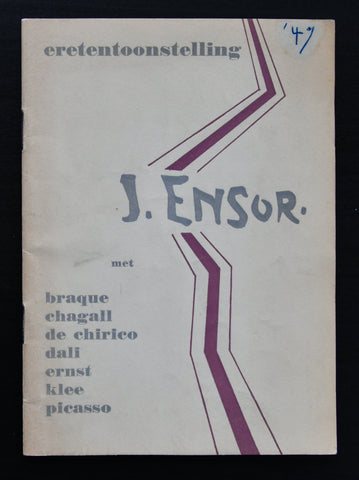 eretentoonstelling
'47
J. ENSOR.
met
braque
chagall
de chirico
dali
ernst
klee
picasso